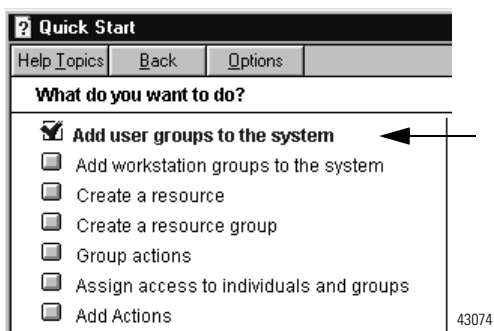 Quick Start
Help Topics Back Options
What do you want to do?
Add user groups to the system
Add workstation groups to the system
Create a resource
Create a resource group
Group actions
Assign access to individuals and groups
Add Actions
43074